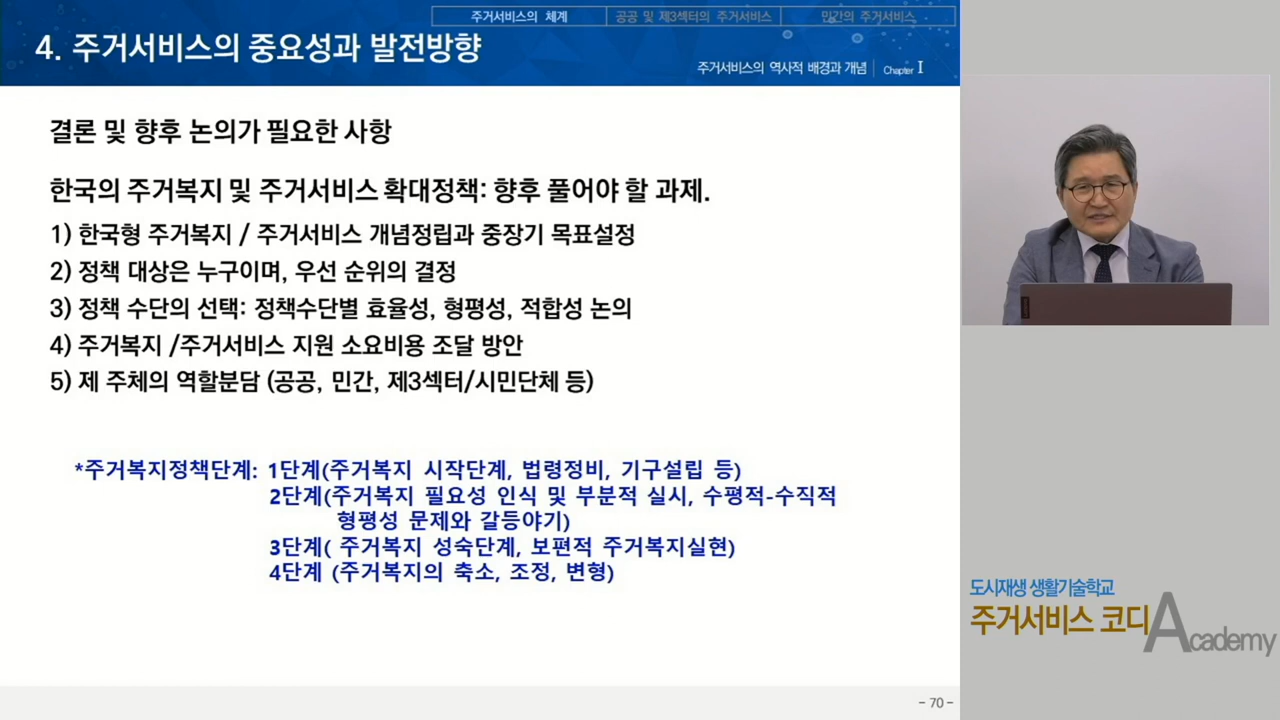 주거서비스의 체계
공공 및 제3섹터의 주거서비스
민간의 주거서비스
4. 주거서비스의 중요성과 발전방향
주거서비스의 역사적 배경과 개념 Chapter I
결론 및 향후 논의가 필요한 사항
한국의 주거복지 및 주거서비스 확대정책: 향후 풀어야 할 과제.
1) 한국형 주거복지 / 주거서비스 개념정립과 중장기 목표설정
2) 정책 대상은 누구이며, 우선 순위의 결정
3) 정책 수단의 선택: 정책수단별 효율성, 형평성, 적합성 논의
4) 주거복지 /주거서비스 지원 소요비용 조달 방안
5) 제 주체의 역할분담 (공공, 민간, 제3섹터/시민단체 등)
*주거복지정책단계: 1단계(주거복지 시작단계, 법령정비, 기구설립 등)
2단계(주거복지 필요성 인식 및 부분적 실시, 수평적-수직적
형평성 문제와 갈등야기)
3단계( 주거복지 성숙단계, 보편적 주거복지실현)
4단계 (주거복지의 축소, 조정, 변형)
도시재생 생활기술학교
주거서비스 코디 Academy
- 70 -